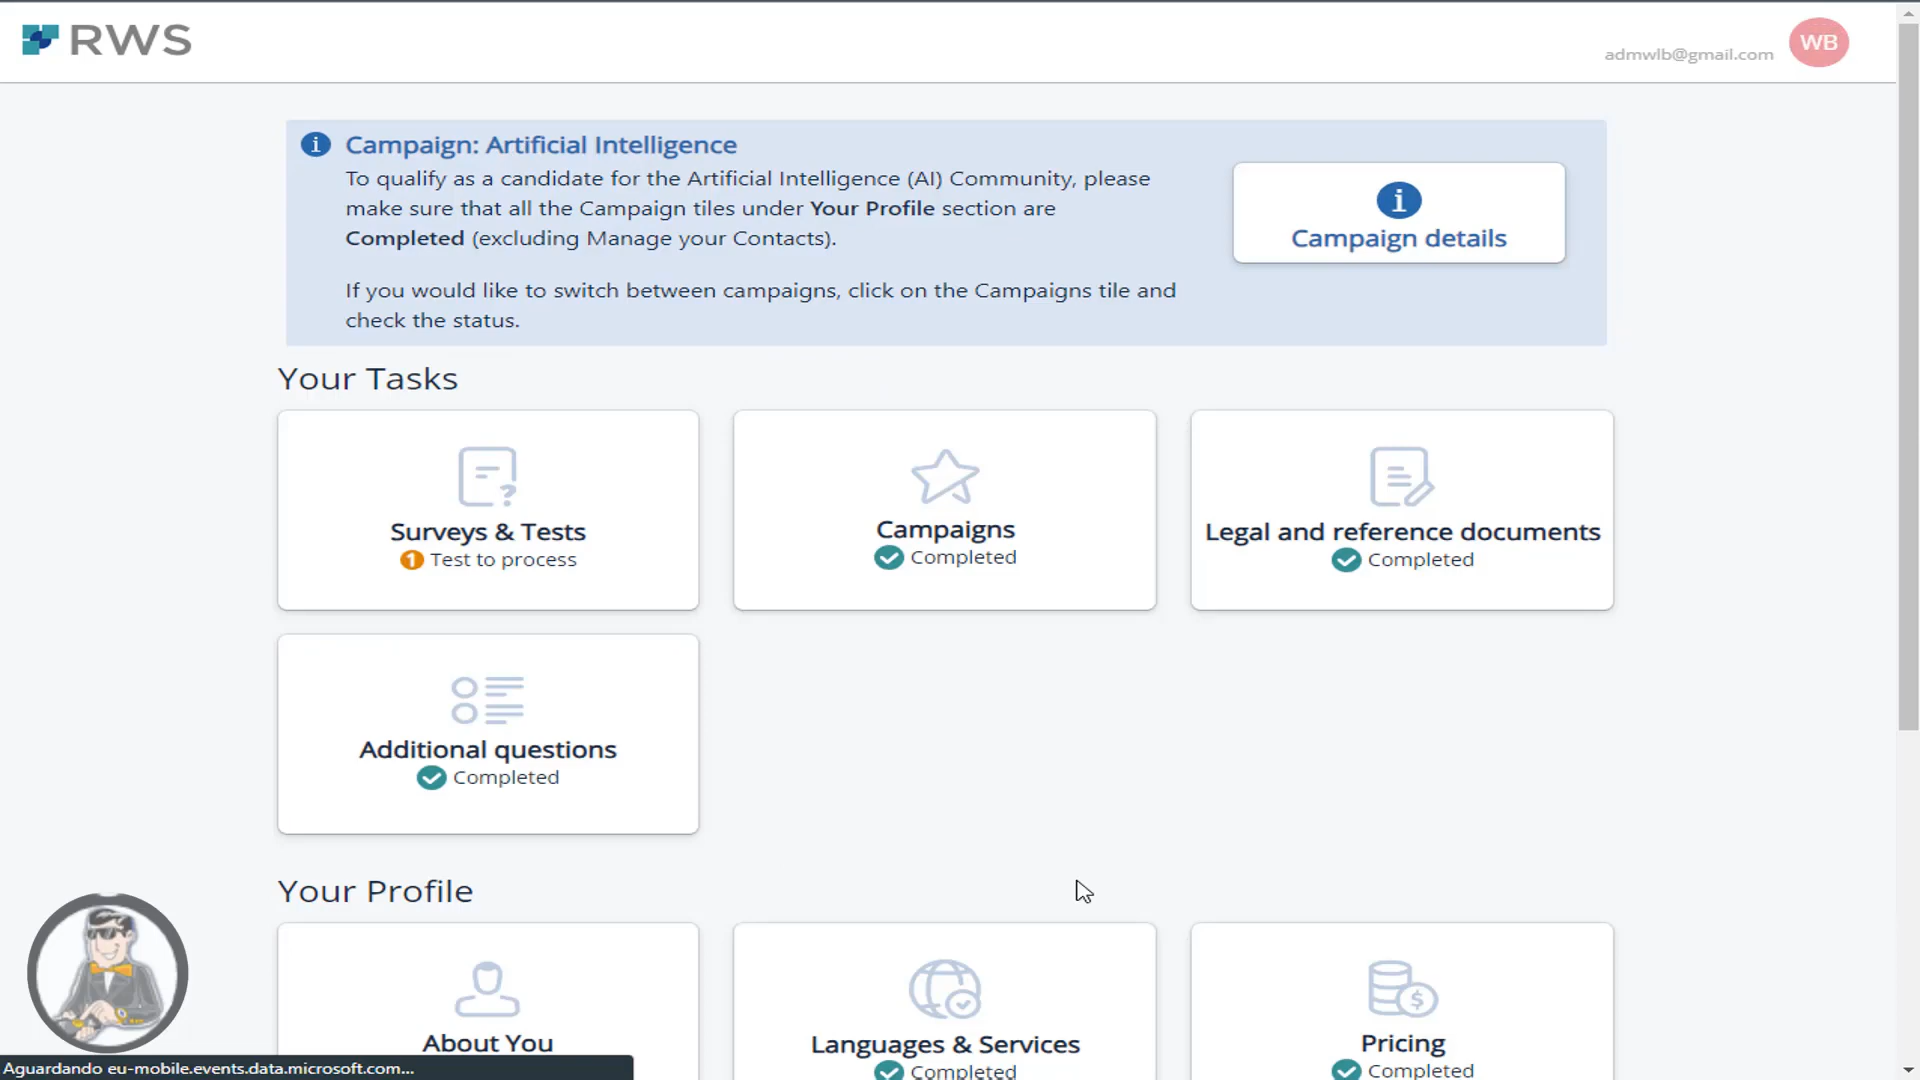 RWS
admwlb@gmail.com
WB
Campaign: Artificial Intelligence
To qualify as a candidate for the Artificial Intelligence (AI) Community, please
make sure that all the Campaign tiles under Your Profile section are
Completed (excluding Manage your Contacts).
If you would like to switch between campaigns, click on the Campaigns tile and
check the status.
Campaign details
Your Tasks
Surveys & Tests
1 Test to process
Campaigns
Completed
Legal and reference documents
Completed
Additional questions
Completed
Your Profile
About You
Languages & Services
Completed
Pricing
Completed
Aguardando eu-mobile.events.data.microsoft.com...